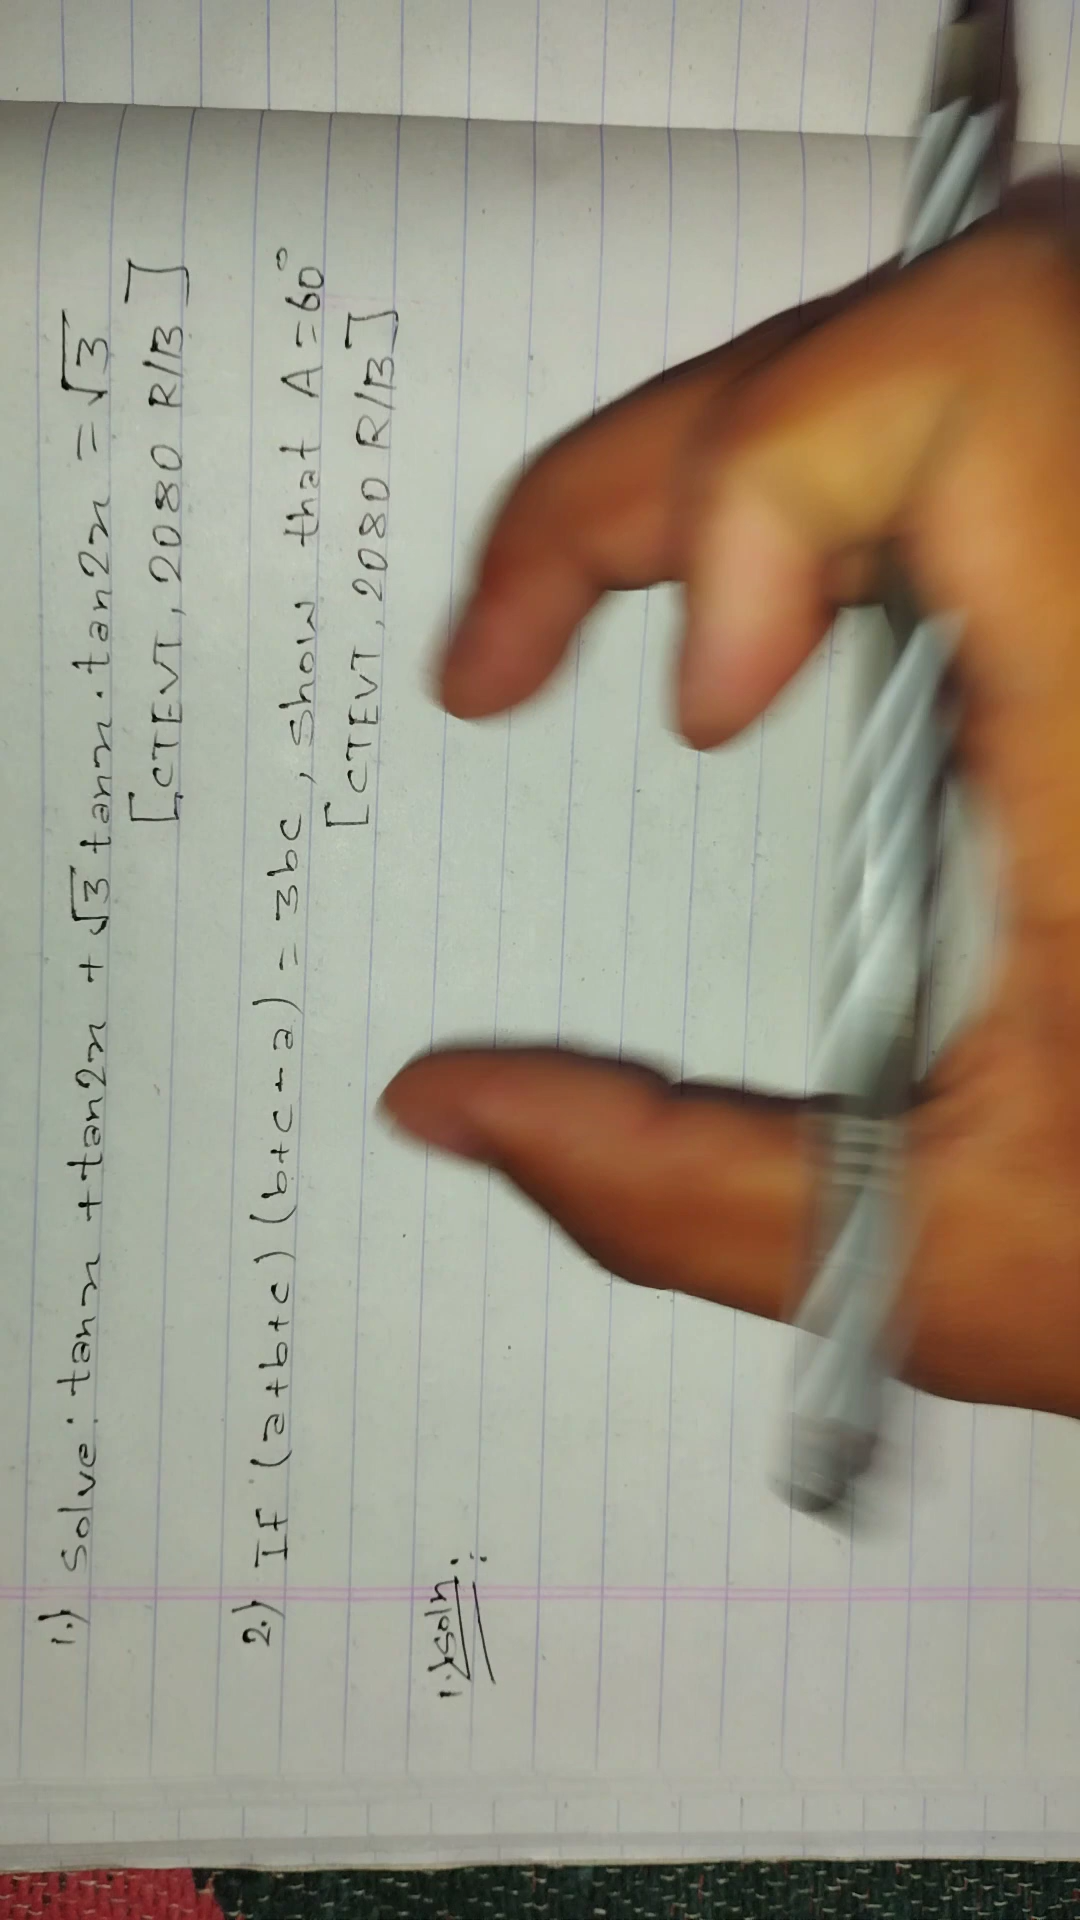 1.) Solve: tanx + tan2x + √3 tanx . tan2x = √3
[CTEVT, 2080 R/B]
2.) If (a+b+c) (b+c-a) = 3bc, show that A=60°
[CTEVT, 2080 R/B]
1.) Soln: